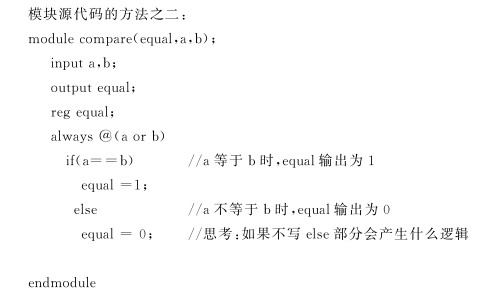 模块源代码的方法之二:
module compare(equal,a,b);
input a,b;
output equal;
reg equal;
always @(a or b)
if(a==b) //a 等于 b 时,equal 输出为 1
equal =1;
else //a 不等于 b 时,equal 输出为 0
equal = 0; //思考:如果不写 else 部分会产生什么逻辑
endmodule